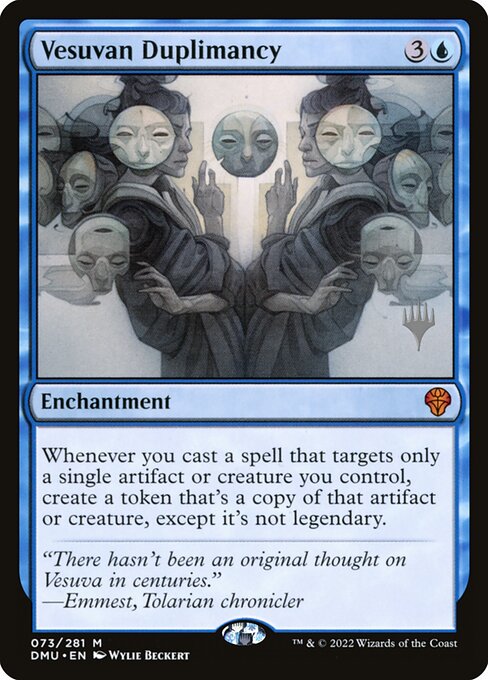 Vesuvan Duplimancy 3
Enchantment
Whenever you cast a spell that targets only
a single artifact or creature you control,
create a token that's a copy of that artifact
or creature, except it's not legendary.
“There hasn't been an original thought on
Vesuva in centuries.”
—Emmest, Tolarian chronicler
073/281 M
DMU • EN Wylie Beckert
™ & © 2022 Wizards of the Coast